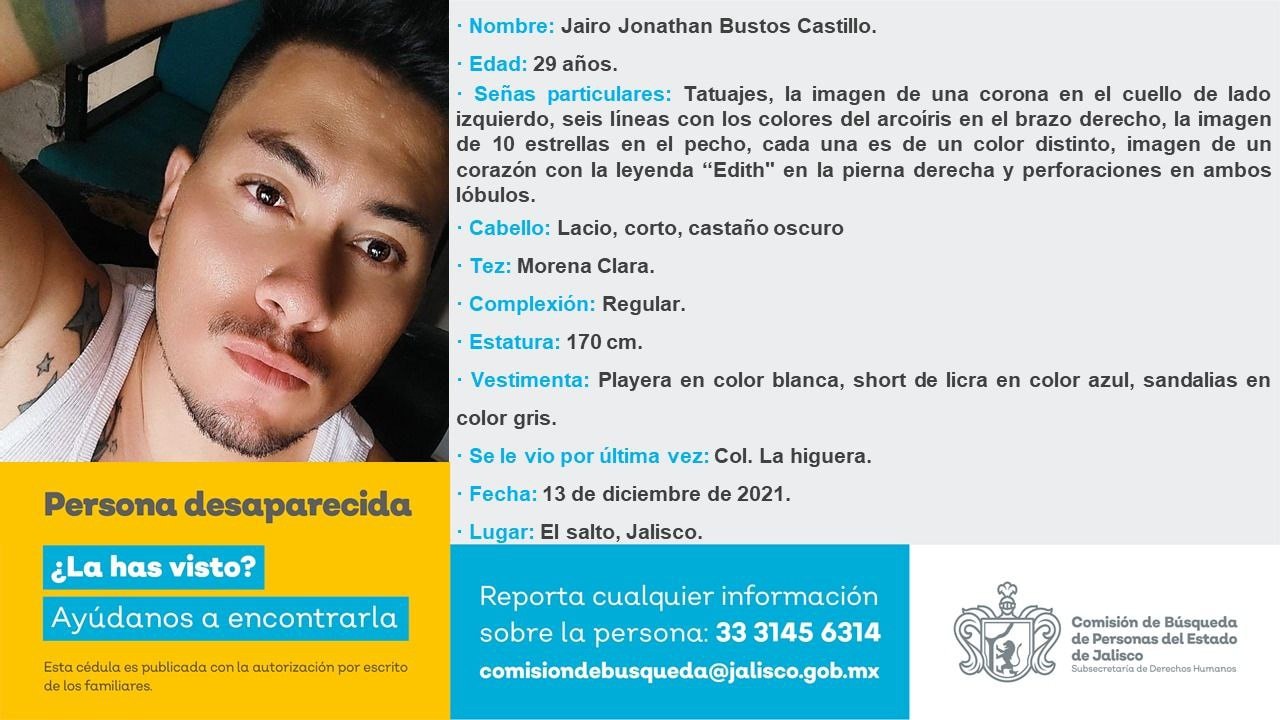 · Nombre: Jairo Jonathan Bustos Castillo.
· Edad: 29 años.
· Señas particulares: Tatuajes, la imagen de una corona en el cuello de lado
izquierdo, seis líneas con los colores del arcoíris en el brazo derecho, la imagen
de 10 estrellas en el pecho, cada una es de un color distinto, imagen de un
corazón con la leyenda “Edith" en la pierna derecha y perforaciones en ambos
lóbulos.
· Cabello: Lacio, corto, castaño oscuro
· Tez: Morena Clara.
· Complexión: Regular.
· Estatura: 170 cm.
· Vestimenta: Playera en color blanca, short de licra en color azul, sandalias en
color gris.
· Se le vio por última vez: Col. La higuera.
· Fecha: 13 de diciembre de 2021.
· Lugar: El salto, Jalisco.
Persona desaparecida
¿La has visto?
Ayúdanos a encontrarla
Esta cédula es publicada con la autorización por escrito
de los familiares.
Reporta cualquier información
sobre la persona: 33 3145 6314
comisiondebusqueda@jalisco.gob.mx
Comisión de Búsqueda
de Personas del Estado
de Jalisco
Subsecretaría de Derechos Humanos